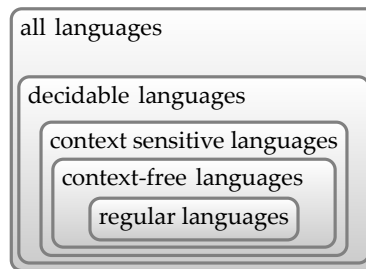 all languages
decidable languages
context sensitive languages
context-free languages
regular languages